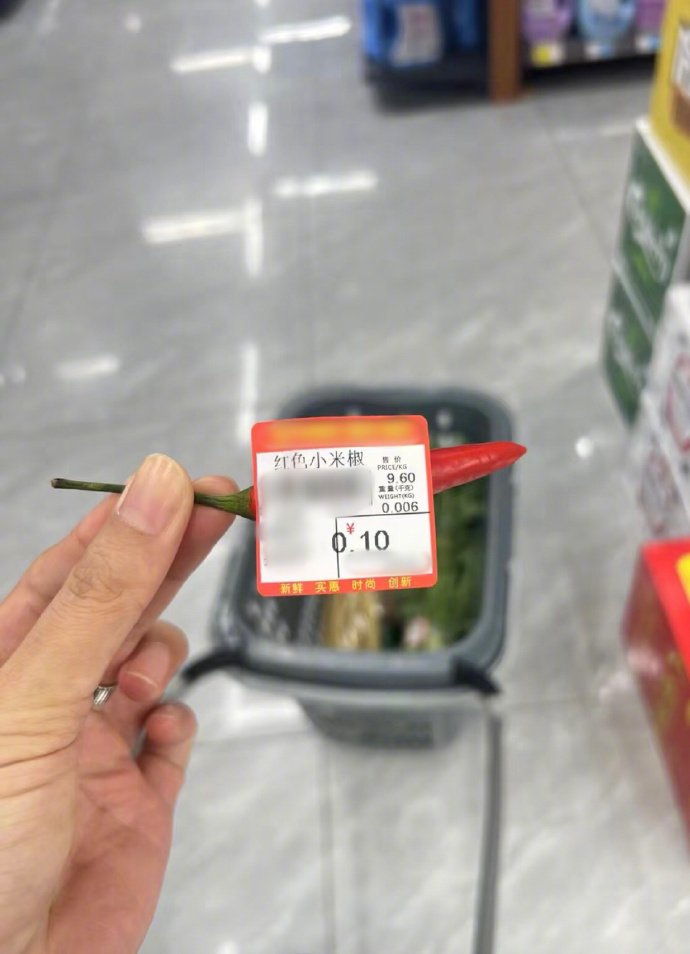 红色小米椒
售价
PRICE/KG
9.60
重量(千克)
WEIGHT(KG)
0.006
¥
0.10
新鲜 实惠 时尚 创新